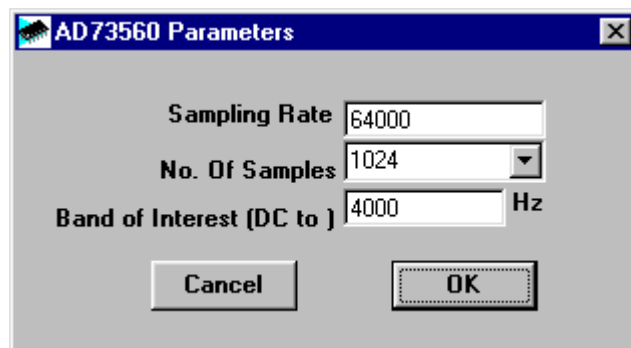 AD73560 Parameters
Sampling Rate 64000
No. Of Samples 1024
Band of Interest (DC to ) 4000 Hz
Cancel OK